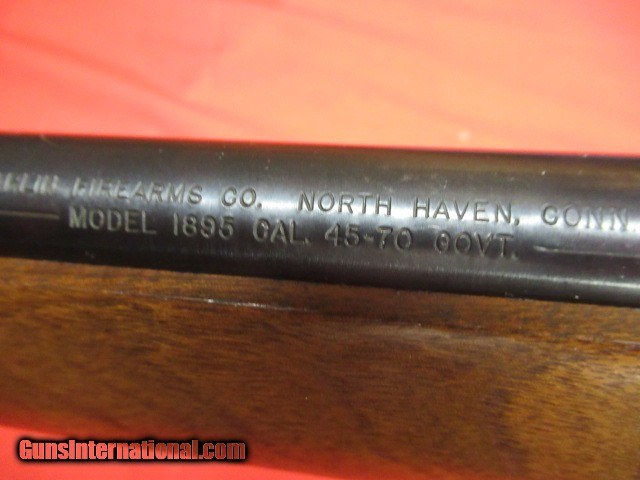 FIREARMS CO. NORTH HAVEN, CONN.
MODEL 1895 CAL. 45-70 GOVT.
GunsInternational.com